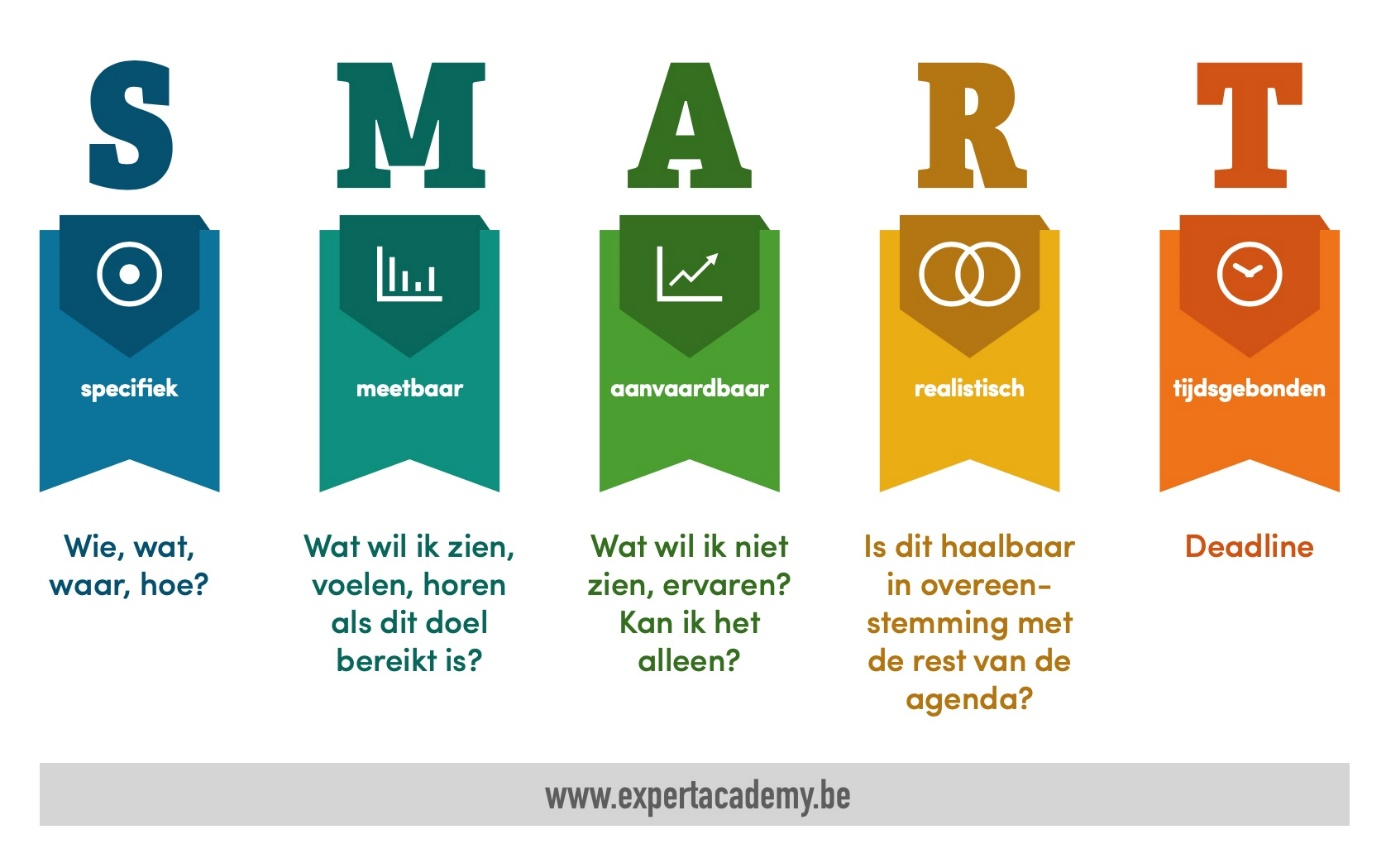 S M A R T
specifiek
meetbaar
aanvaardbaar
realistisch
tijdsgebonden
Wie, wat,
waar, hoe?
Wat wil ik zien,
voelen, horen
als dit doel
bereikt is?
Wat wil ik niet
zien, ervaren?
Kan ik het
alleen?
Is dit haalbaar
in overeen-
stemming met
de rest van de
agenda?
Deadline
www.expertacademy.be